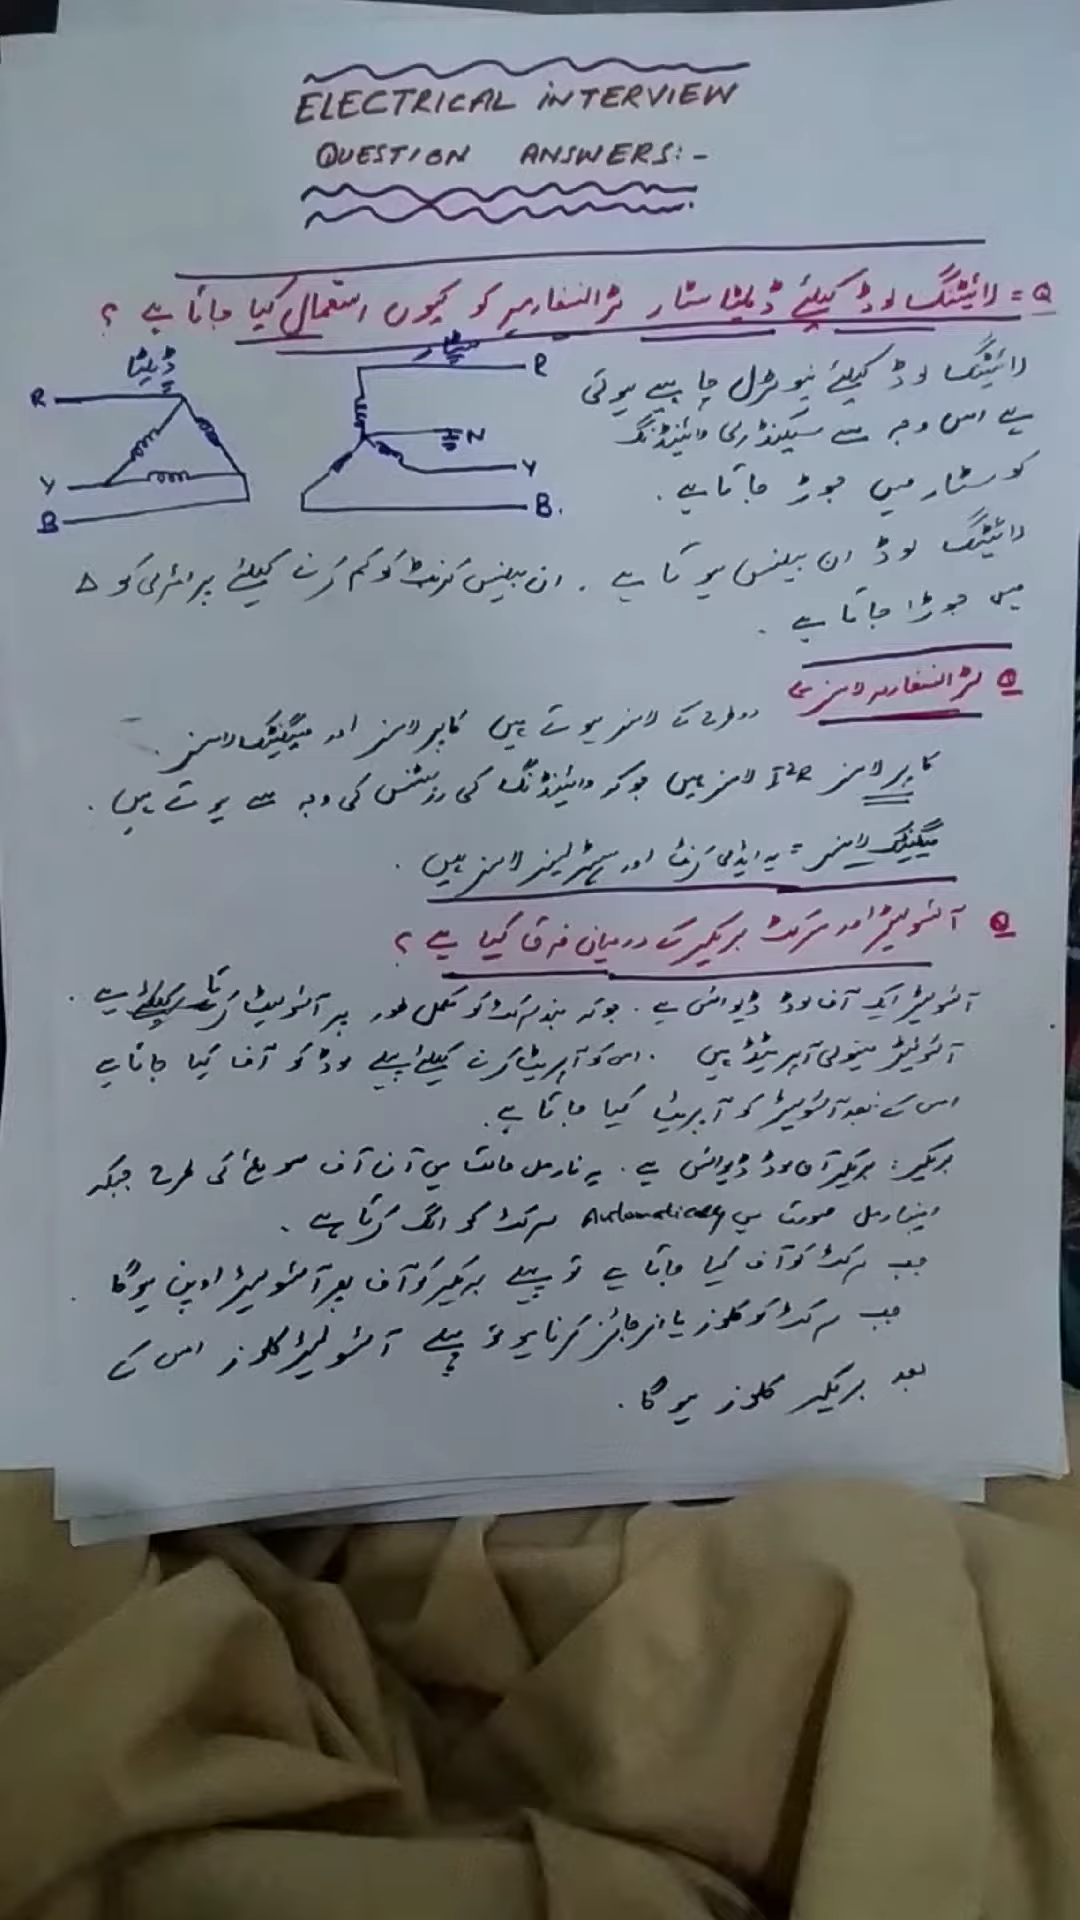 ELECTRICAL INTERVIEW
QUESTION ANSWERS:-
Q = لائیٹنگ لوڈ کیلئے ڈیلٹا سٹار ٹرانسفارمر کو کیوں استعمال کیا جاتا ہے ؟
ڈیلٹا
R
Y
B
سٹار
R
N
Y
B.
لائیٹنگ لوڈ کیلئے نیوٹرل چاہیے ہوتی
ہے اس وجہ سے سیکنڈری وائینڈنگ
کو سٹار میں جوڑ جاتا ہے .
لائیٹنگ لوڈ ان بیلنس ہوتا ہے . ان بیلنس کرنٹ کو کم کرنے کیلئے پرائمری کو Δ
میں جوڑا جاتا ہے .
Q ٹرانسفارمر لاسز
دو طرح کے لاسز ہوتے ہیں کاپر لاسز اور میگنیٹک لاسز .
کاپر لاسز I²R لاسز ہیں جو کہ وائینڈنگ کی رزسٹنس کی وجہ سے ہوتے ہیں .
میگنیٹک لاسز = یہ ایڈی کرنٹ اور ہسٹریسز لاسز ہیں .
Q آئسولیٹر اور سرکٹ بریکر کے درمیان فرق کیا ہے ؟
آئسولیٹر ایک آف لوڈ ڈیوائس ہے . جو کہ سرکٹ کو مکمل طور پر آئسولیٹ کرتا ہے .
آئسولیٹر مینولی آپریٹڈ ہیں . اس کو آپریٹ کرنے کیلئے پہلے لوڈ کو آف کیا جاتا ہے
اس کے بعد آئسولیٹر کو آپریٹ کیا جاتا ہے .
بریکر : بریکر آن لوڈ ڈیوائس ہے . یہ نارمل حالت میں آن آف سویچ کی طرح جبکہ
ابنارمل صورت میں Automatically سرکٹ کو الگ کرتا ہے .
جب سرکٹ کو آف کیا جاتا ہے تو پہلے بریکر کو آف پھر آئسولیٹر اوپن ہوگا .
جب سرکٹ کو کلوز یا انرجائز کرنا ہو تو پہلے آئسولیٹر کلوز اس کے
بعد بریکر کلوز ہوگا .